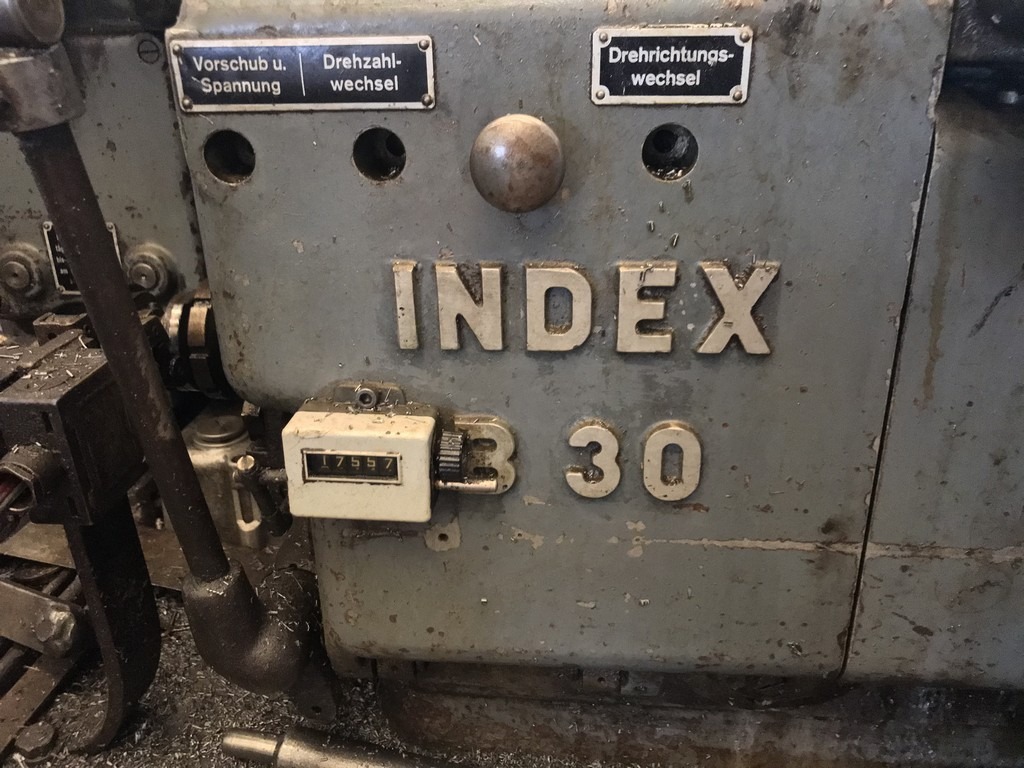 Vorschub u.
Spannung
Drehzahl-
wechsel
Drehrichtungs-
wechsel
INDEX
17557
B 30